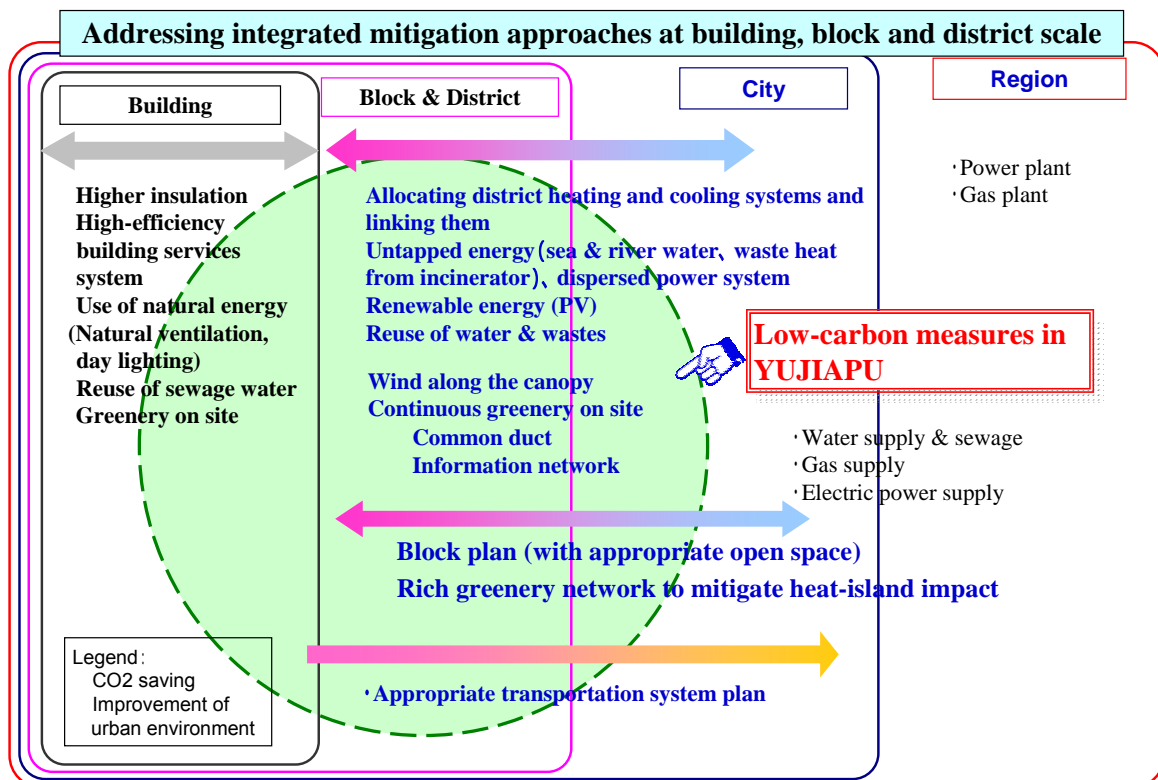 Addressing integrated mitigation approaches at building, block and district scale
Building
Block & District
City
Region
Higher insulation
High-efficiency
building services
system
Use of natural energy
(Natural ventilation,
day lighting)
Reuse of sewage water
Greenery on site
Allocating district heating and cooling systems and
linking them
Untapped energy(sea & river water、waste heat
from incinerator)、dispersed power system
Renewable energy (PV)
Reuse of water & wastes
Wind along the canopy
Continuous greenery on site
Common duct
Information network
・Power plant
・Gas plant
Low-carbon measures in
YUJIAPU
・Water supply & sewage
・Gas supply
・Electric power supply
Block plan (with appropriate open space)
Rich greenery network to mitigate heat-island impact
・Appropriate transportation system plan
Legend:
CO2 saving
Improvement of
urban environment